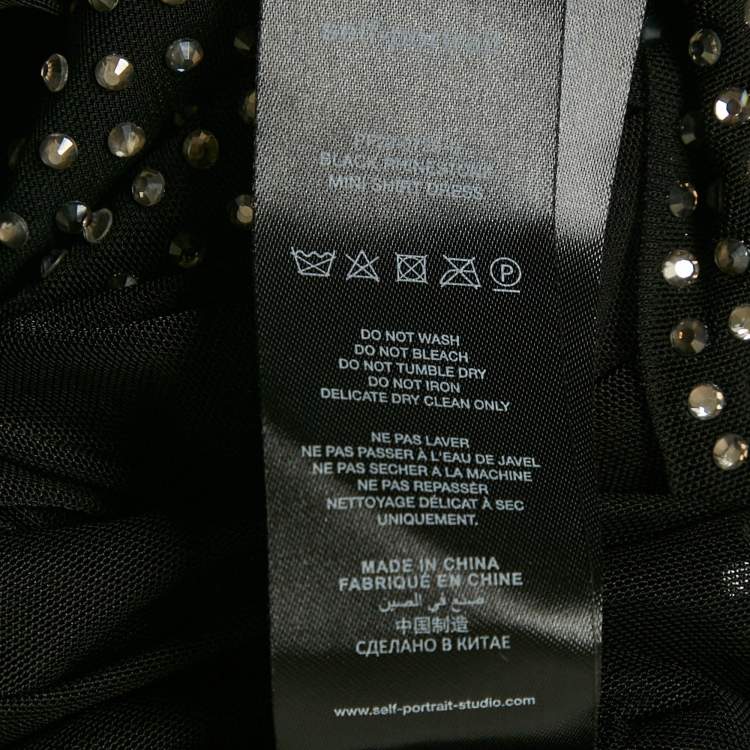 self-portrait
BLACK RHINESTONE
MINI SHIRT DRESS
P
DO NOT WASH
DO NOT BLEACH
DO NOT TUMBLE DRY
DO NOT IRON
DELICATE DRY CLEAN ONLY
NE PAS LAVER
NE PAS PASSER À L'EAU DE JAVEL
NE PAS SECHER A LA MACHINE
NE PAS REPASSER
NETTOYAGE DÉLICAT À SEC
UNIQUEMENT.
MADE IN CHINA
FABRIQUÉ EN CHINE
صنع في الصين
中国制造
СДЕЛАНО В КИТАЕ
www.self-portrait-studio.com